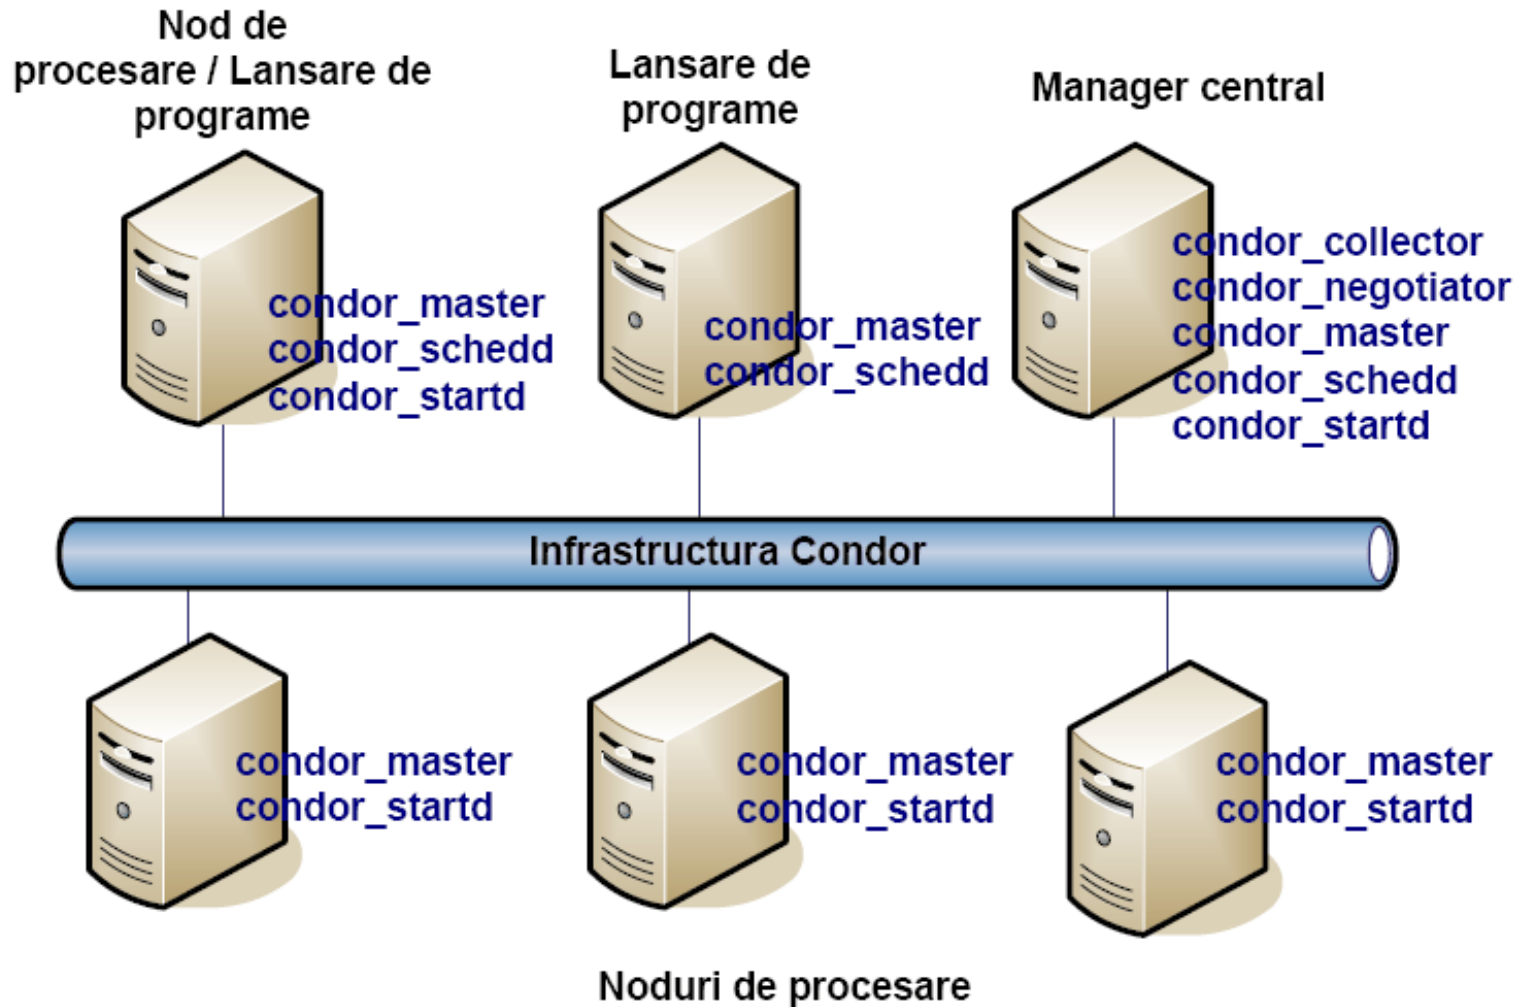 Nod de
procesare / Lansare de
programe
Lansare de
programe
Manager central
condor_master
condor_schedd
condor_startd
condor_master
condor_schedd
condor_collector
condor_negotiator
condor_master
condor_schedd
condor_startd
Infrastructura Condor
condor_master
condor_startd
condor_master
condor_startd
condor_master
condor_startd
Noduri de procesare